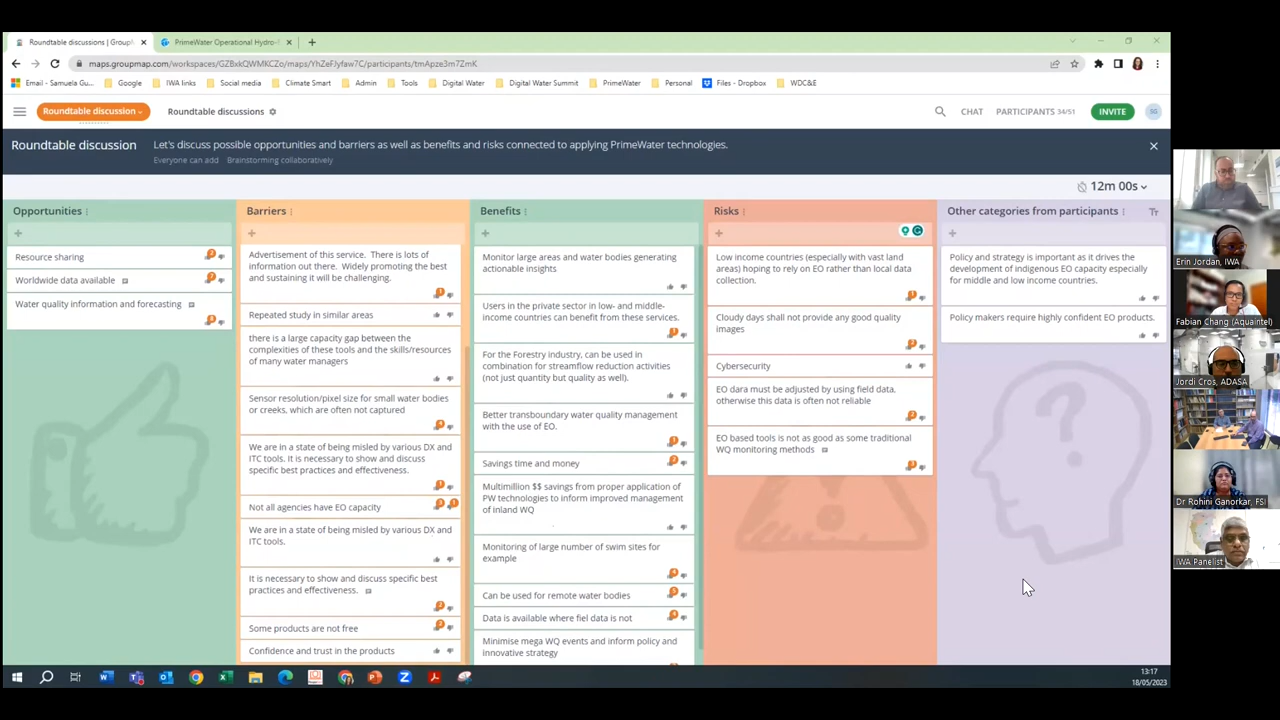 Roundtable discussions | GroupM
PrimeWater Operational Hydro-
maps.groupmap.com/workspaces/GZBxkQWMKCZo/maps/YhZeFJyfaw7C/participants/tmApze3m7ZmK
Email - Samuela Gu...
Google
IWA links
Social media
Climate Smart
Admin
Tools
Digital Water
Digital Water Summit
PrimeWater
Personal
Files - Dropbox
WDC&E
Roundtable discussion
Roundtable discussions
CHAT
PARTICIPANTS 34/51
INVITE
SG
Roundtable discussion
Let's discuss possible opportunities and barriers as well as benefits and risks connected to applying PrimeWater technologies.
Everyone can add Brainstorming collaboratively
12m 00s
Opportunities
Resource sharing
Worldwide data available
Water quality information and forecasting
Barriers
Advertisement of this service. There is lots of
information out there. Widely promoting the best
and sustaining it will be challenging.
Repeated study in similar areas
there is a large capacity gap between the
complexities of these tools and the skills/resources
of many water managers
Sensor resolution/pixel size for small water bodies
or creeks, which are often not captured
We are in a state of being misled by various DX and
ITC tools. It is necessary to show and discuss
specific best practices and effectiveness.
Not all agencies have EO capacity
We are in a state of being misled by various DX and
ITC tools.
It is necessary to show and discuss specific best
practices and effectiveness.
Some products are not free
Confidence and trust in the products
Benefits
Monitor large areas and water bodies generating
actionable insights
Users in the private sector in low- and middle-
income countries can benefit from these services.
For the Forestry industry, can be used in
combination for streamflow reduction activities
(not just quantity but quality as well).
Better transboundary water quality management
with the use of EO.
Savings time and money
Multimillion $$ savings from proper application of
PW technologies to inform improved management
of inland WQ
Monitoring of large number of swim sites for
example
Can be used for remote water bodies
Data is available where fiel data is not
Minimise mega WQ events and inform policy and
innovative strategy
Risks
Low income countries (especially with vast land
areas) hoping to rely on EO rather than local data
collection.
Cloudy days shall not provide any good quality
images
Cybersecurity
EO dara must be adjusted by using field data,
otherwise this data is often not reliable
EO based tools is not as good as some traditional
WQ monitoring methods
Other categories from participants
Policy and strategy is important as it drives the
development of indigenous EO capacity especially
for middle and low income countries.
Policy makers require highly confident EO products.
Erin Jordan, IWA
Fabian Chang (Aquaintel)
Jordi Cros, ADASA
Dr Rohini Ganorkar, FSI
IWA Panelist
13:17
18/05/2023